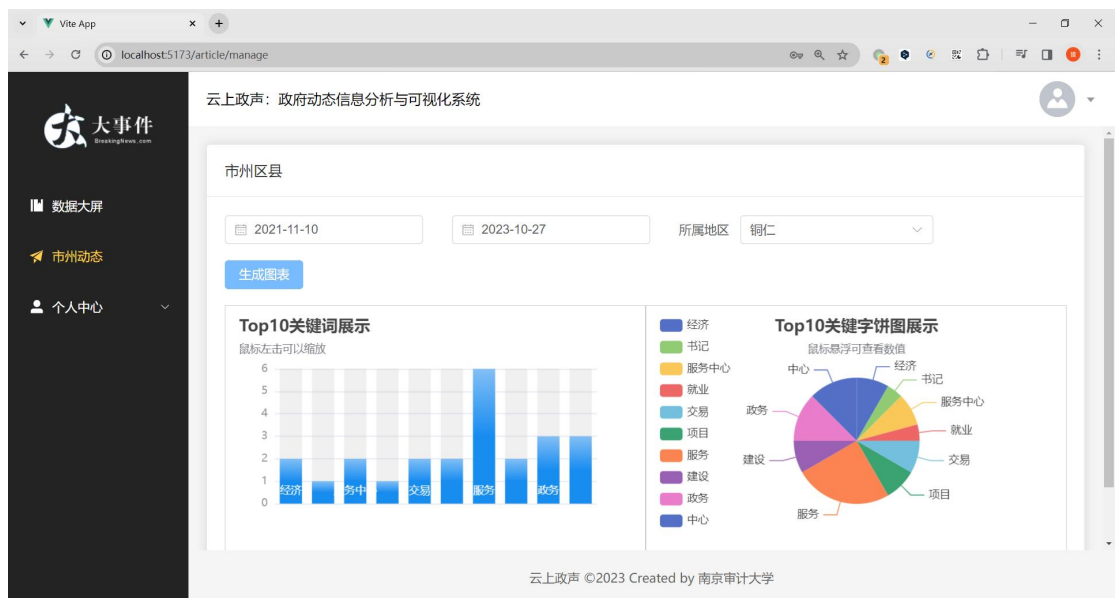 Vite App
localhost:5173/article/manage
2
大事件
BreakingNews.com
云上政声：政府动态信息分析与可视化系统
数据大屏
市州动态
个人中心
市州区县
2021-11-10
2023-10-27
所属地区
铜仁
生成图表
Top10关键词展示
鼠标左击可以缩放
6
5
4
3
2
1
0
经济
务中
交易
服务
政务
经济
书记
服务中心
就业
交易
项目
服务
建设
政务
中心
Top10关键字饼图展示
鼠标悬浮可查看数值
中心
经济
书记
服务中心
政务
就业
建设
交易
项目
服务
云上政声 ©2023 Created by 南京审计大学